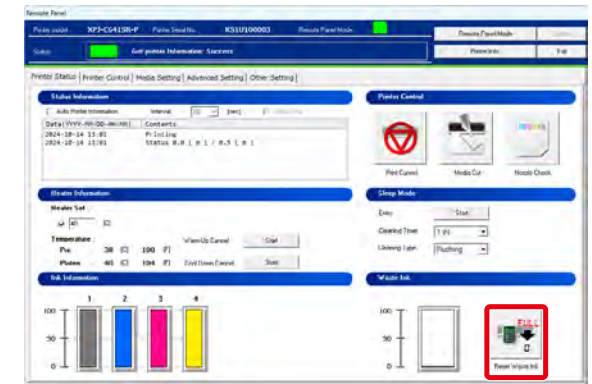 Remote Panel
Printer model XPJ-C641SR-P Printer Serial No. KS1U100003 Remote Panel Mode Remote Panel Mode
Status Get printer Information: Success Printer Info. Exit
Printer Status Printer Control Media Setting Advanced Setting Other Setting
Status Information
Auto Printer Information Interval [sec]
Data(YYYY-MM-DD-HH:MM) Contents
2024-10-14 15:01 Printing
2024-10-14 15:01
Printer Control
Print Cancel Media Cut Nozzle Check
Heater Information
Heater Set
40
Temperature
Pre. 38 [C] 100 [F] Warm-Up Cancel Start
Platen 40 [C] 104 [F] Cool Down Cancel Start
Sleep Mode
Entry Start
Cleaning Timer
Cleaning Type Flushing
Ink Information
1 2 3 4
100
50
0
Waste Ink
100
50
0
FULL
0
Reset Waste Ink